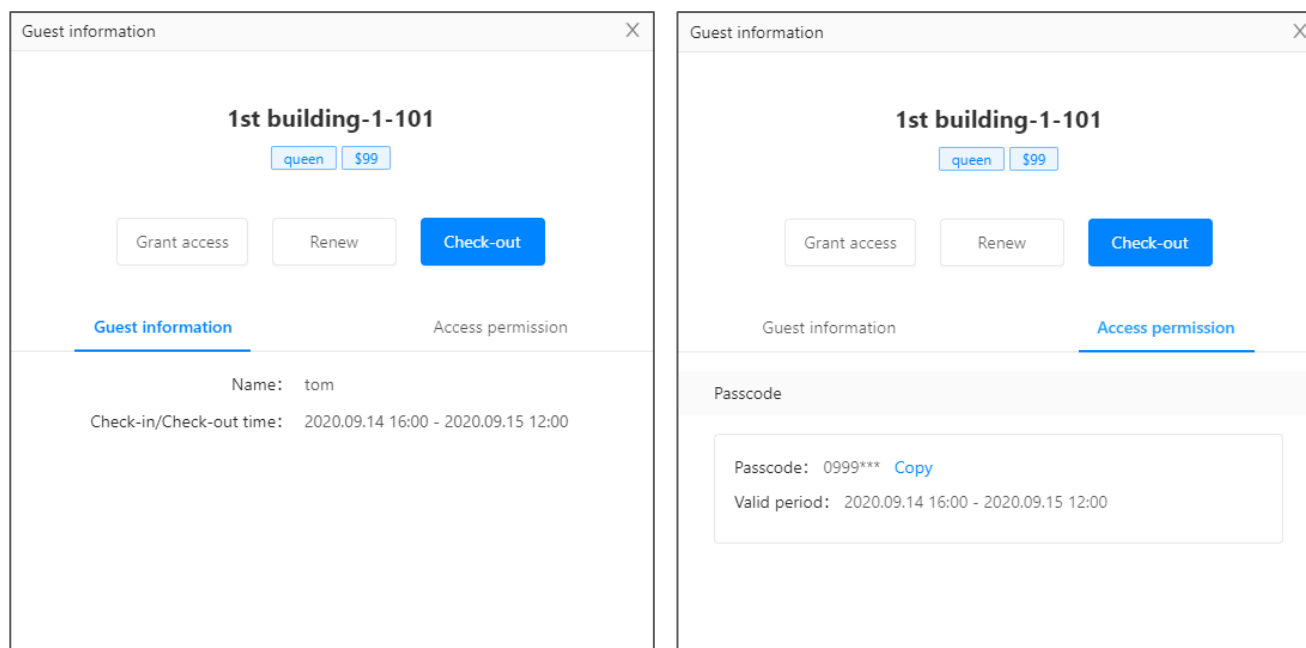 Guest information X
1st building-1-101
queen $99
Grant access Renew Check-out
Guest information Access permission
Name: tom
Check-in/Check-out time: 2020.09.14 16:00 - 2020.09.15 12:00
Guest information X
1st building-1-101
queen $99
Grant access Renew Check-out
Guest information Access permission
Passcode
Passcode: 0999*** Copy
Valid period: 2020.09.14 16:00 - 2020.09.15 12:00